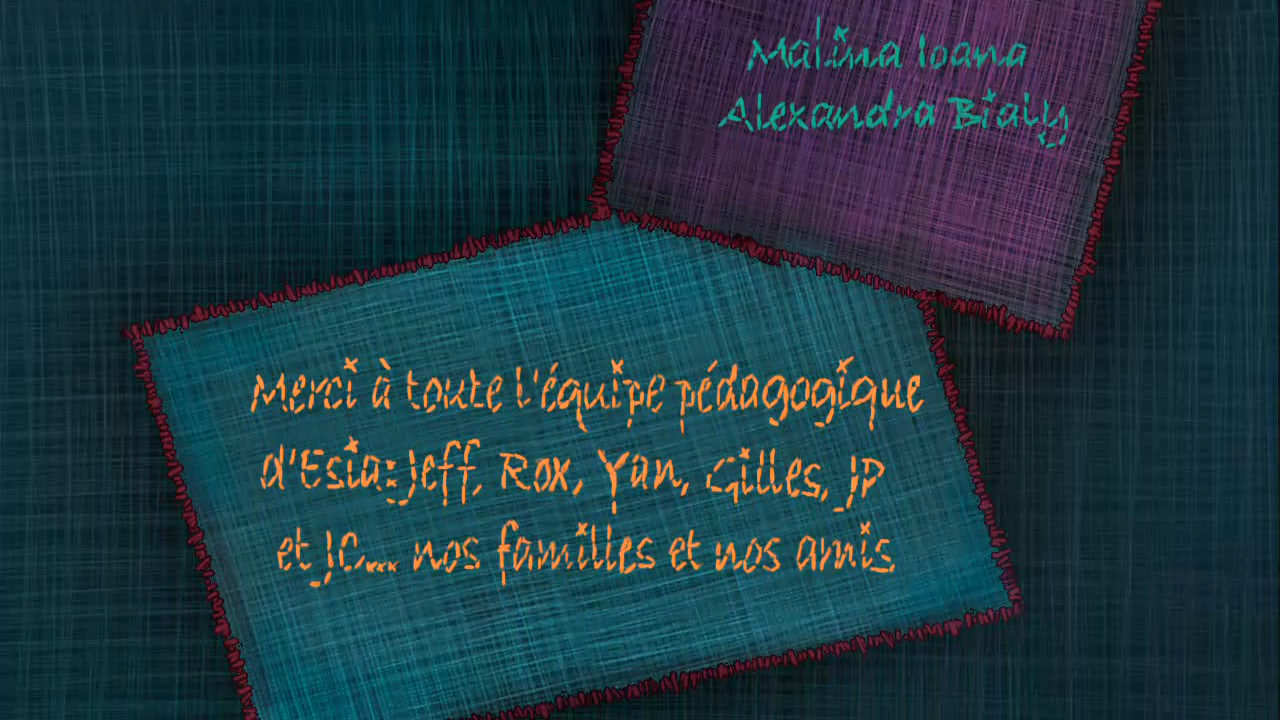 Malina Ioana
Alexandra Bialy
Merci à toute l'équipe pédagogique
d'Esia: Jeff, Rox, Yan, Gilles, JP
et JC... nos familles et nos amis